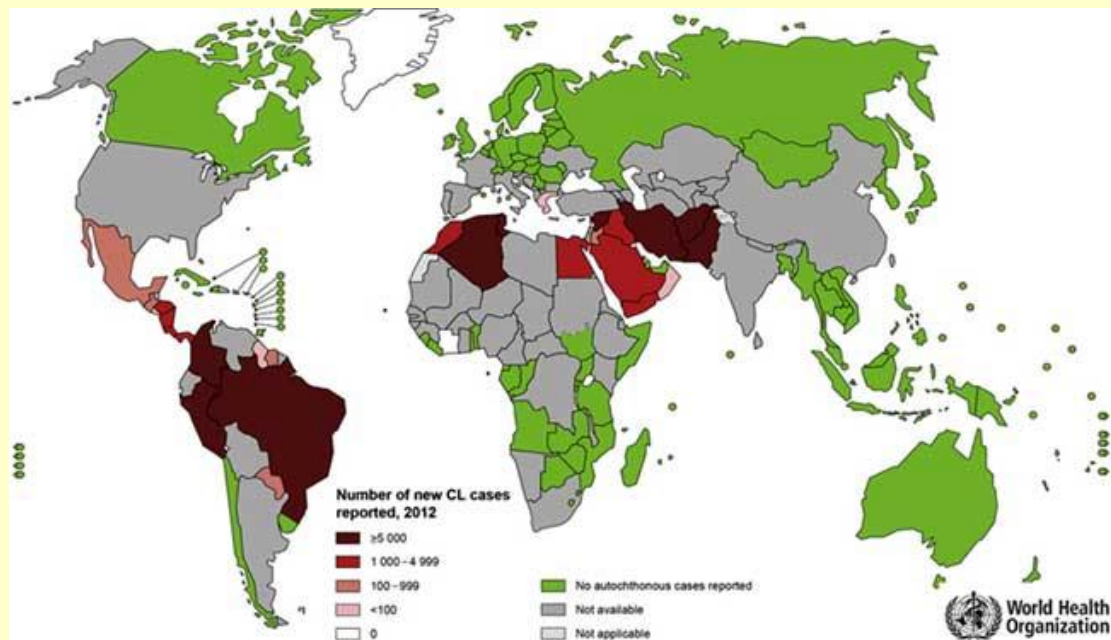 Number of new CL cases
reported, 2012
≥5 000
1 000 – 4 999
100 – 999
<100
0
No autochthonous cases reported
Not available
Not applicable
World Health
Organization